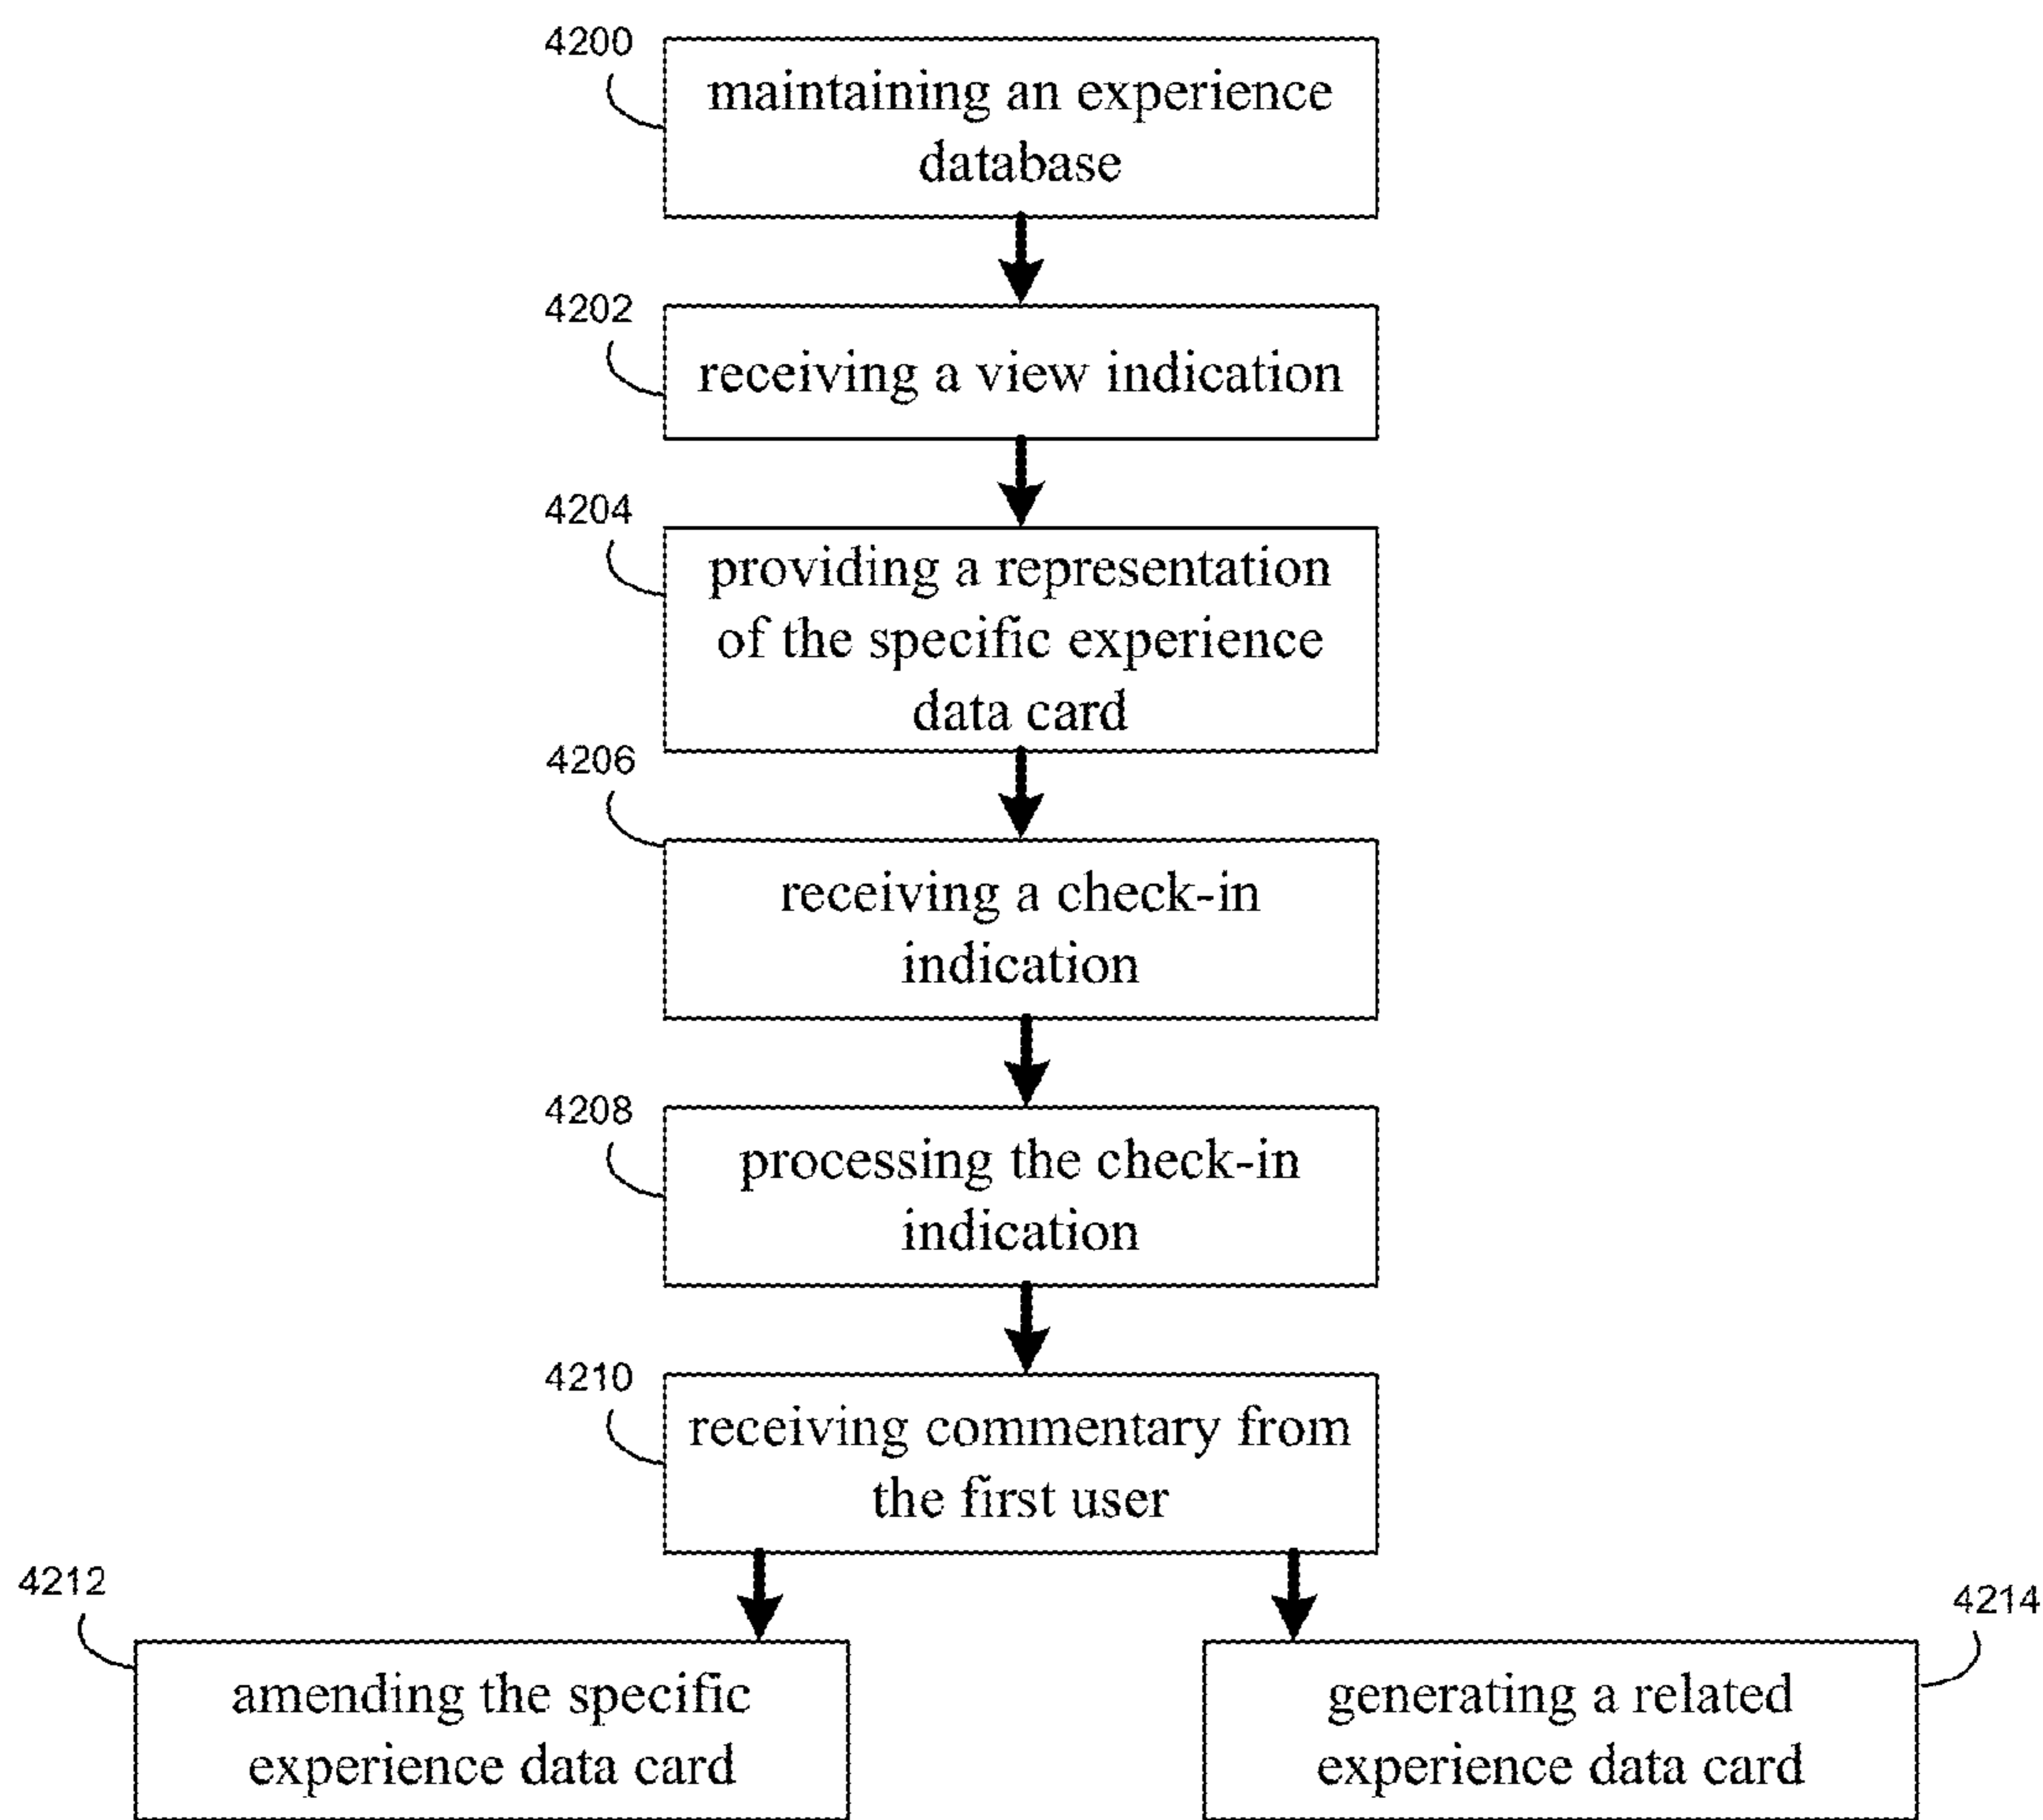 4200
maintaining an experience
database
4202
receiving a view indication
4204
providing a representation
of the specific experience
data card
4206
receiving a check-in
indication
4208
processing the check-in
indication
4210
receiving commentary from
the first user
4212
amending the specific
experience data card
4214
generating a related
experience data card